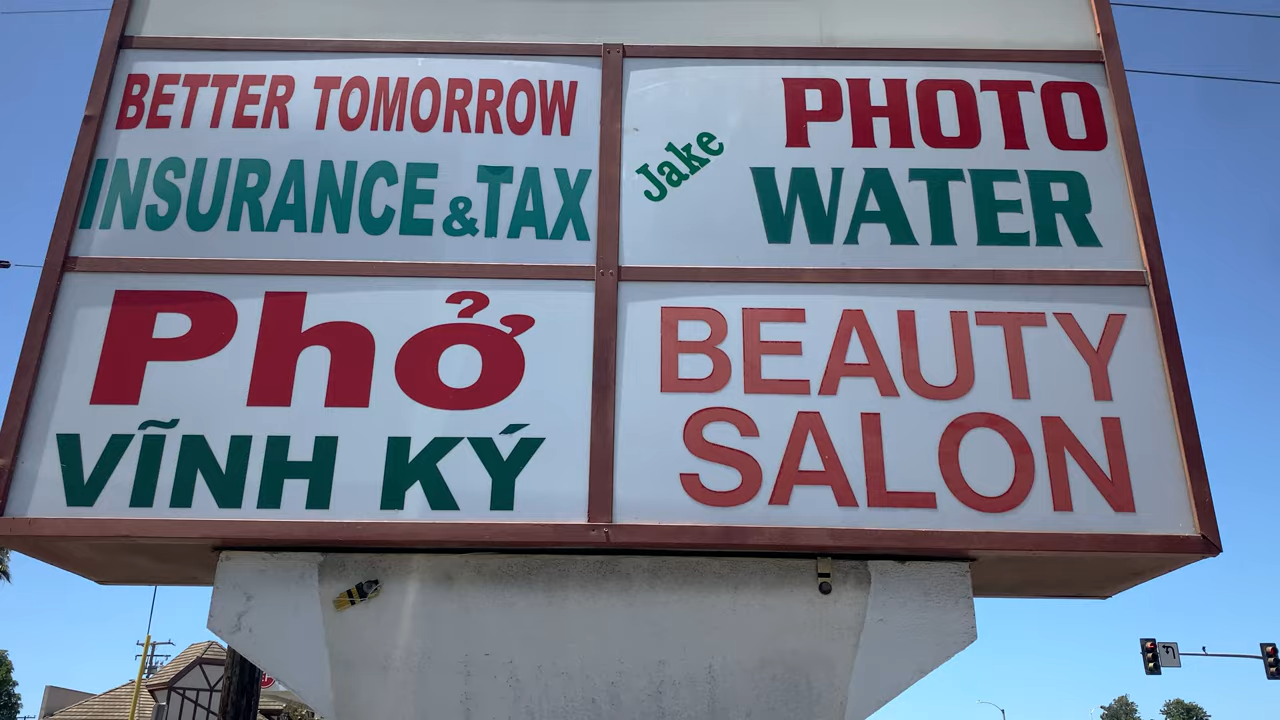 BETTER TOMORROW
INSURANCE & TAX
Jake
PHOTO
WATER
Phở
VĨNH KÝ
BEAUTY
SALON